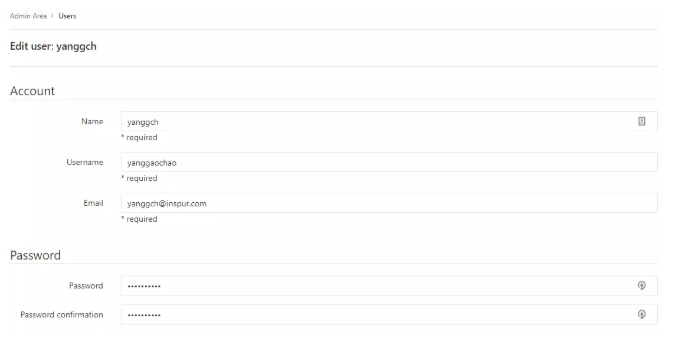 Admin Area › Users
Edit user: yanggch
Account
Name yanggch
* required
Username yanggaochao
* required
Email yanggch@inspur.com
* required
Password
Password ••••••••••
Password confirmation ••••••••••